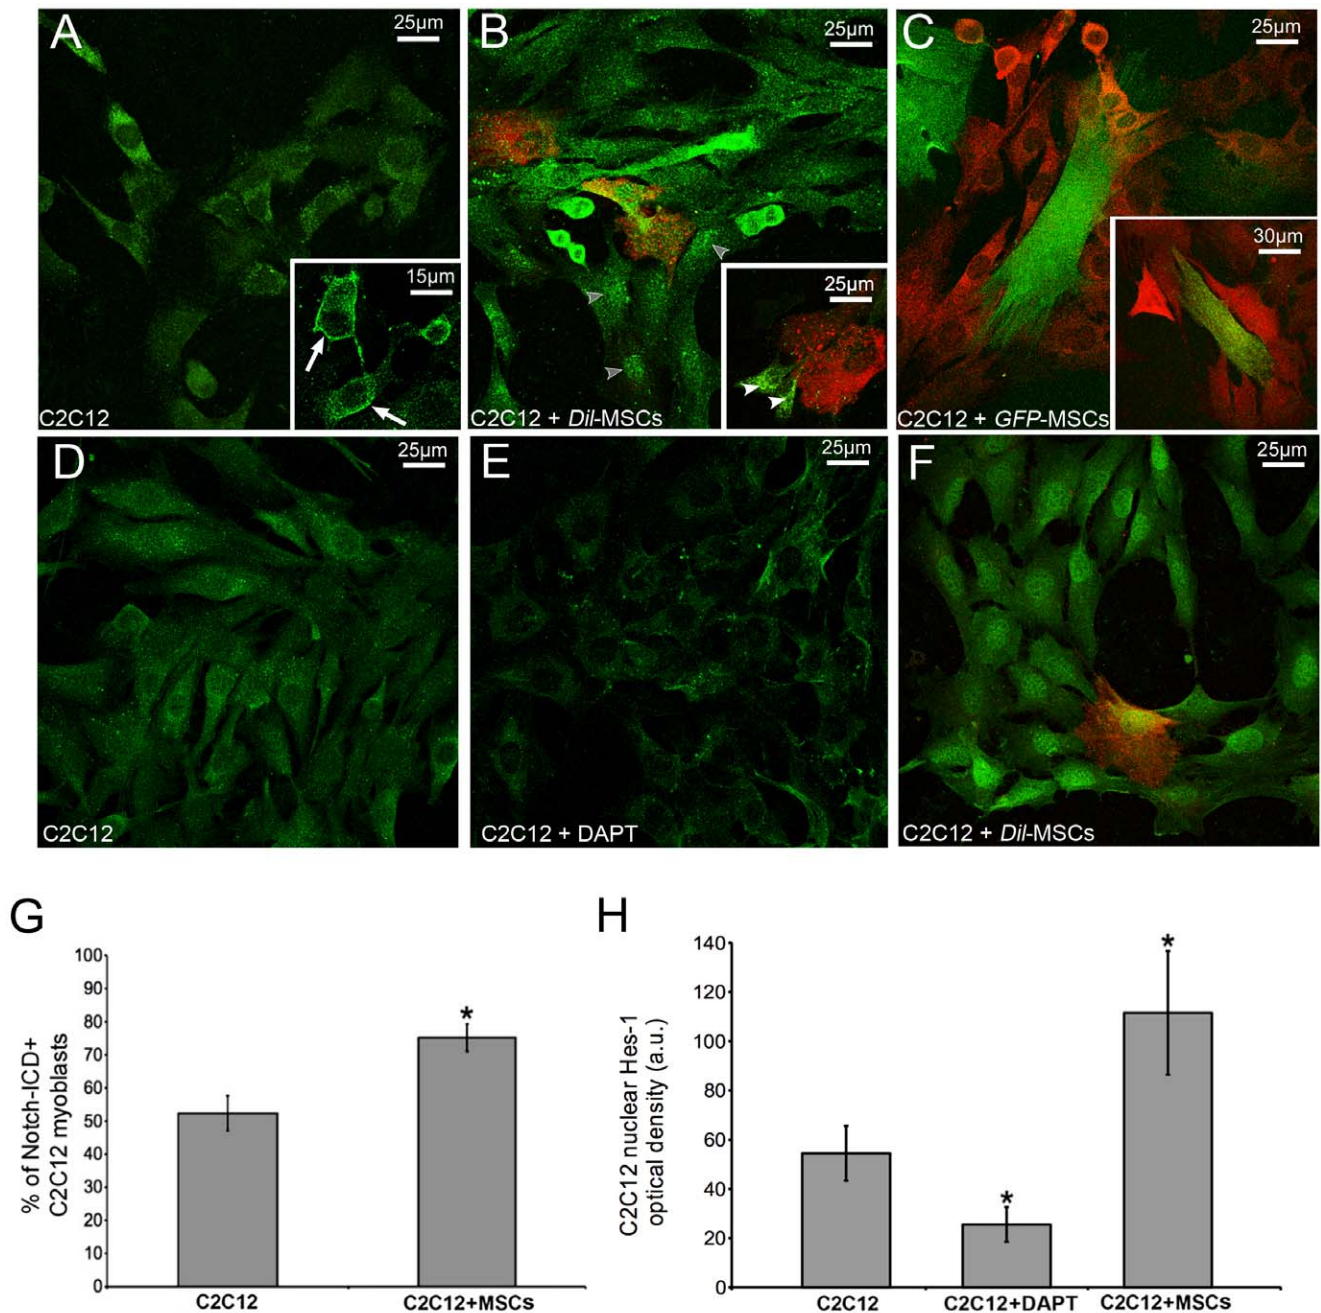 A
25µm
15µm
C2C12
B
25µm
25µm
C2C12 + DiI-MSCs
C
25µm
30µm
C2C12 + GFP-MSCs
D
25µm
C2C12
E
25µm
C2C12 + DAPT
F
25µm
C2C12 + DiI-MSCs
G
% of Notch-ICD+
C2C12 myoblasts
100
90
80
70
60
50
40
30
20
10
0
*
C2C12
C2C12+MSCs
H
C2C12 nuclear Hes-1
optical density (a.u.)
140
120
100
80
60
40
20
0
*
*
C2C12
C2C12+DAPT
C2C12+MSCs